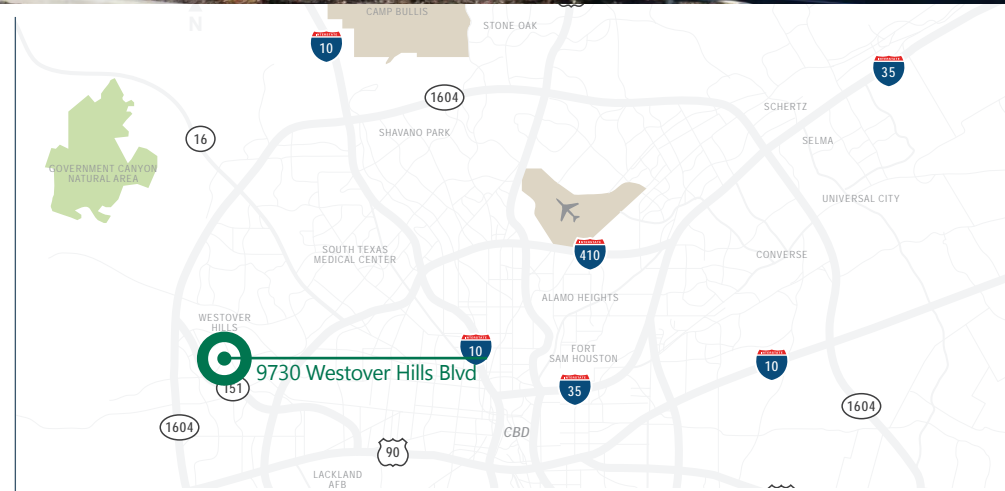 CAMP BULLIS
STONE OAK
N
10
35
1604
SCHERTZ
16
SHAVANO PARK
SELMA
GOVERNMENT CANYON
NATURAL AREA
UNIVERSAL CITY
SOUTH TEXAS
MEDICAL CENTER
410
CONVERSE
ALAMO HEIGHTS
WESTOVER
HILLS
10
FORT
SAM HOUSTON
10
9730 Westover Hills Blvd
151
35
1604
1604
CBD
90
LACKLAND
AFB